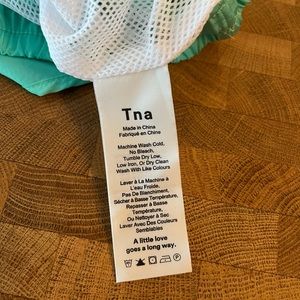 Tna
Made in China
Fabriqué en Chine
Machine Wash Cold,
No Bleach,
Tumble Dry Low,
Low Iron, Or Dry Clean
Wash With Like Colours
Lever à La Machine à
L'eau Froide,
Pas De Blanchiment,
Sécher à Basse Température,
Repasser à Basse
Température,
Ou Nettoyer à Sec
Laver Avec Des Couleurs
Semblables
A little love
goes a long way.